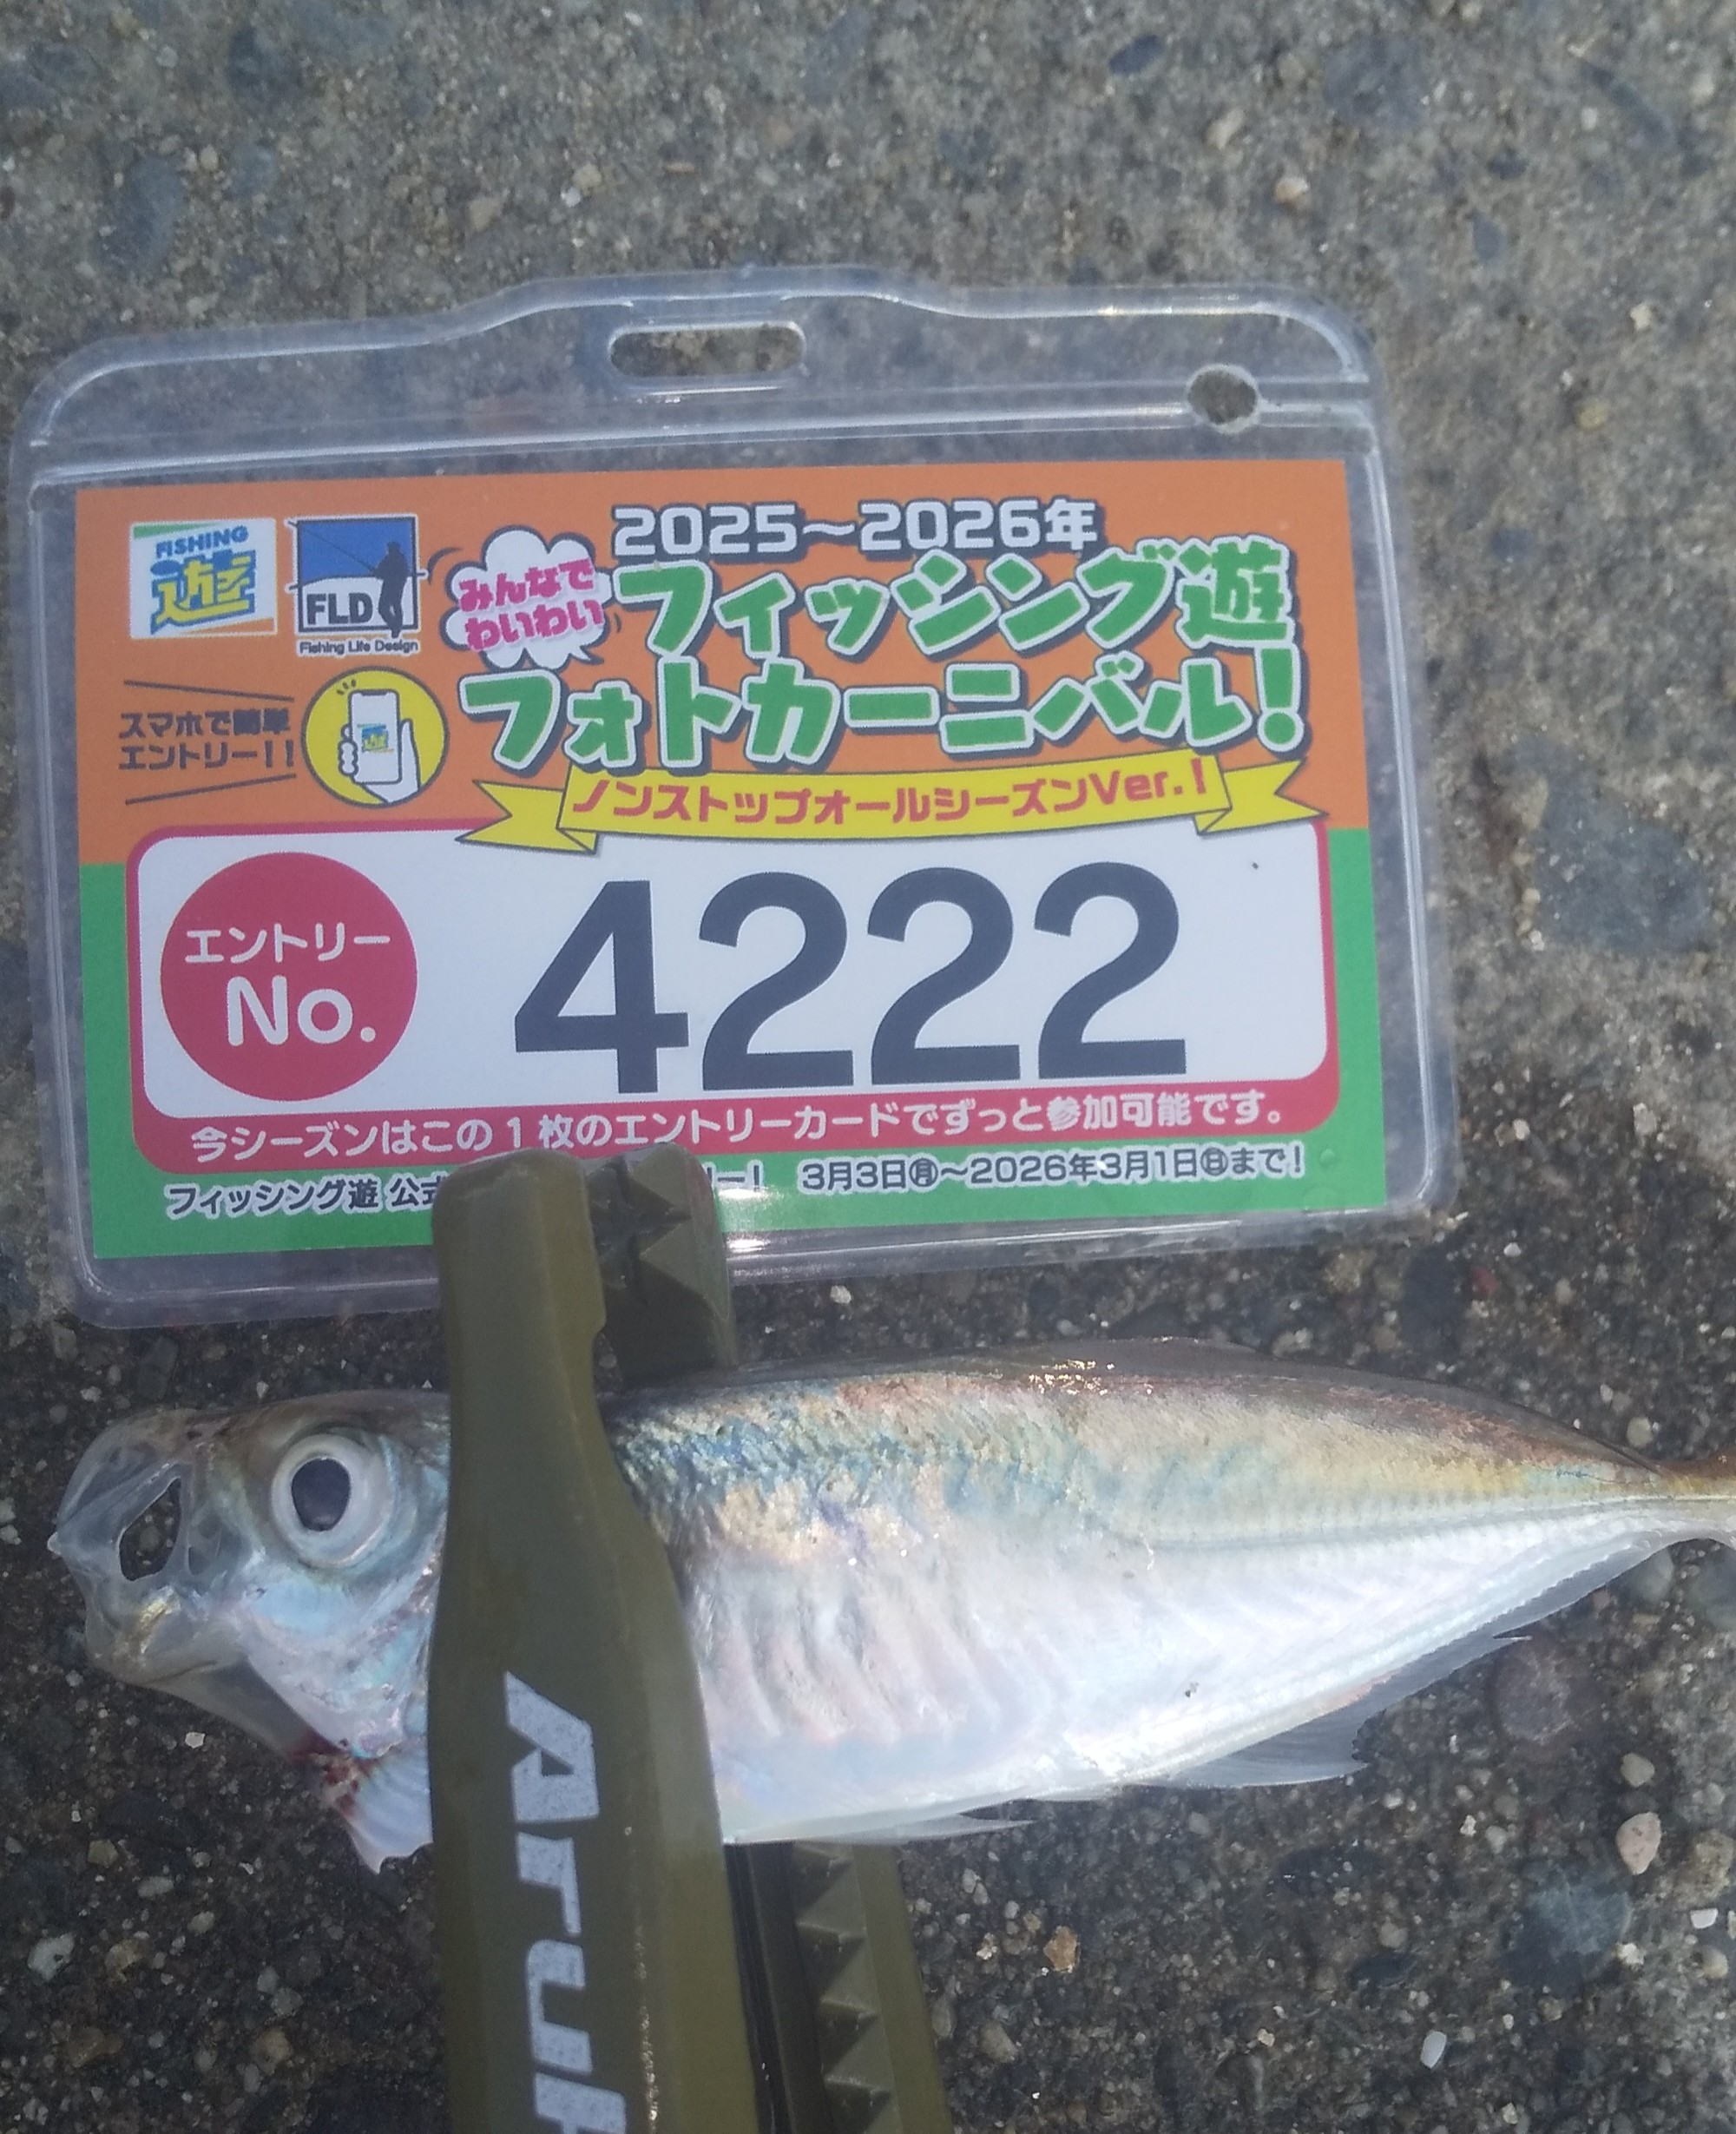 FISHING
遊
FLD
Fishing Life Design
2025～2026年
みんなで
わいわい
フィッシング遊
フォトカーニバル!
スマホで簡単
エントリー!!
ノンストップオールシーズンVer.!
エントリー
No.
4222
今シーズンはこの1枚のエントリーカードでずっと参加可能です。
フィッシング遊 公式 ー! 3月3日㊊～2026年3月1日㊐まで!